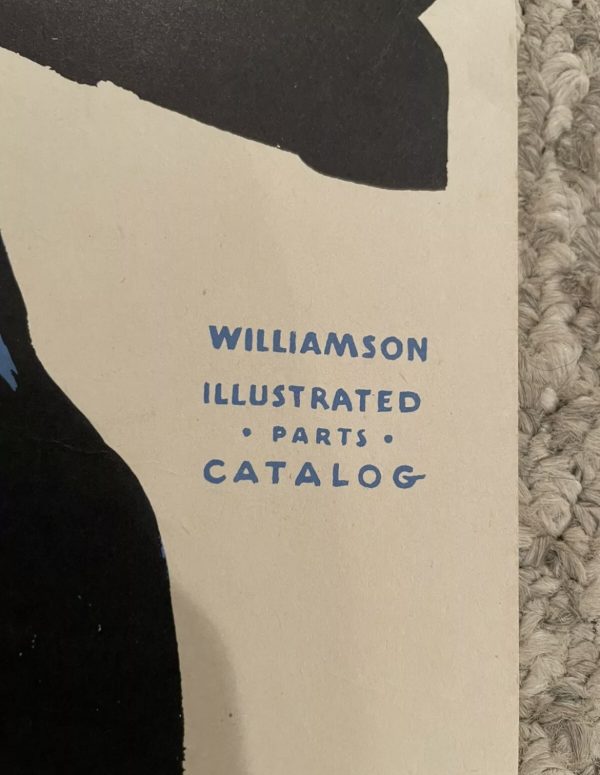 WILLIAMSON
ILLUSTRATED
• PARTS •
CATALOG